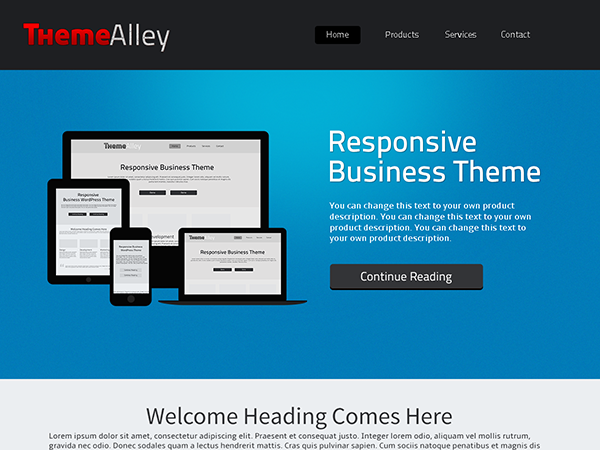 ThemeAlley
Home Products Services Contact
Responsive
Business Theme
You can change this text to your own product
description. You can change this text to your own
product description. You can change this text to
your own product description.
Continue Reading
ThemeAlley
Responsive Business Theme
Responsive
Business WordPress Theme
Welcome Heading Comes Here
Responsive Business
WordPress Theme
Theme
Responsive Business Theme
Welcome Heading Comes Here
Lorem ipsum dolor sit amet, consectetur adipiscing elit. Praesent et consequat justo. Integer lorem odio, aliquam vel mollis rutrum,
gravida nec odio. Donec sodales quam a lectus hendrerit mattis. Cras quis pulvinar sapien. Cum sociis natoque penatibus et magnis dis